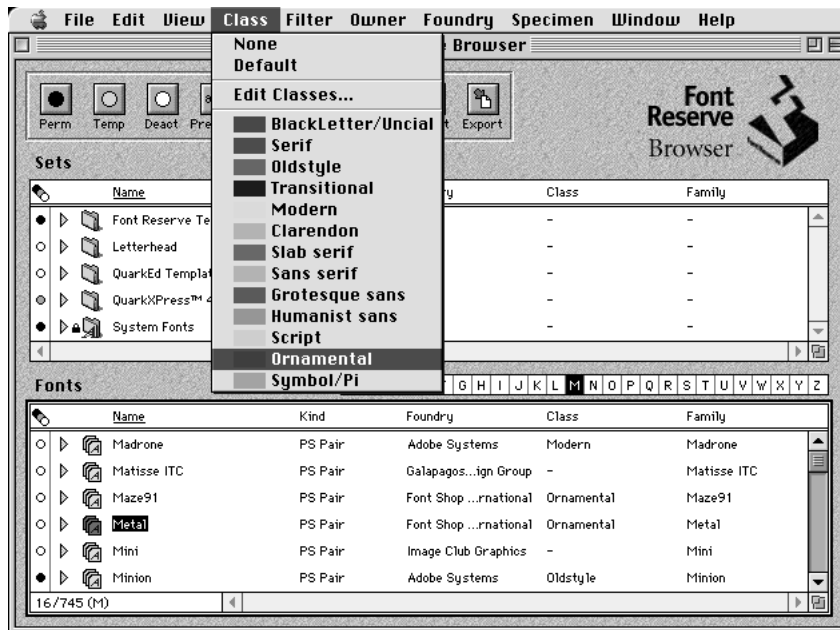 File Edit View Class Filter Owner Foundry Specimen Window Help
Browser
None
Default
Edit Classes...
BlackLetter/Uncial
Serif
Oldstyle
Transitional
Modern
Clarendon
Slab serif
Sans serif
Grotesque sans
Humanist sans
Script
Ornamental
Symbol/Pi
Perm Temp Deact Export
Font
Reserve
Browser
Sets
Name Class Family
Font Reserve - -
Letterhead - -
QuarkEd - -
QuarkXPress™ - -
System Fonts - -
Fonts
G H I J K L M N O P Q R S T U V W X Y Z
Name Kind Foundry Class Family
Madrone PS Pair Adobe Systems Modern Madrone
Matisse ITC PS Pair Galapagos...ign Group - Matisse ITC
Maze91 PS Pair Font Shop ...rnational Ornamental Maze91
Metal PS Pair Font Shop ...rnational Ornamental Metal
Mini PS Pair Image Club Graphics - Mini
Minion PS Pair Adobe Systems Oldstyle Minion
16/745 (M)